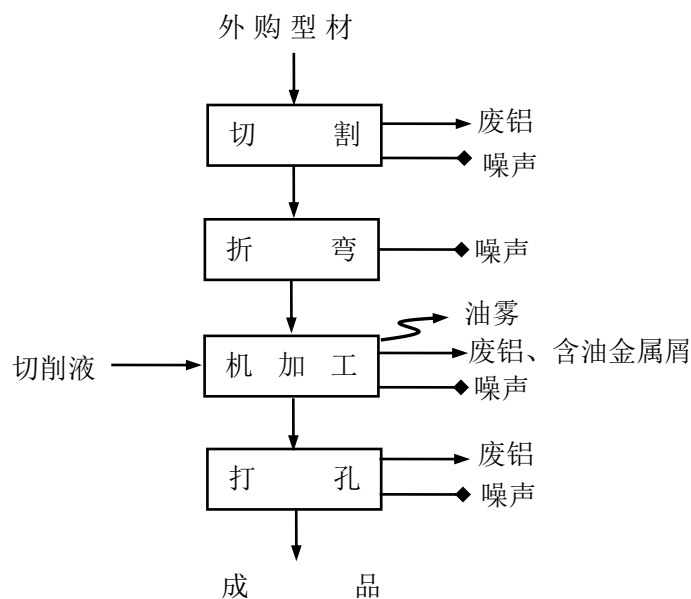 外购型材
切割
废铝
噪声
折弯
噪声
油雾
切削液
机加工
废铝、含油金属屑
噪声
打孔
废铝
噪声
成品